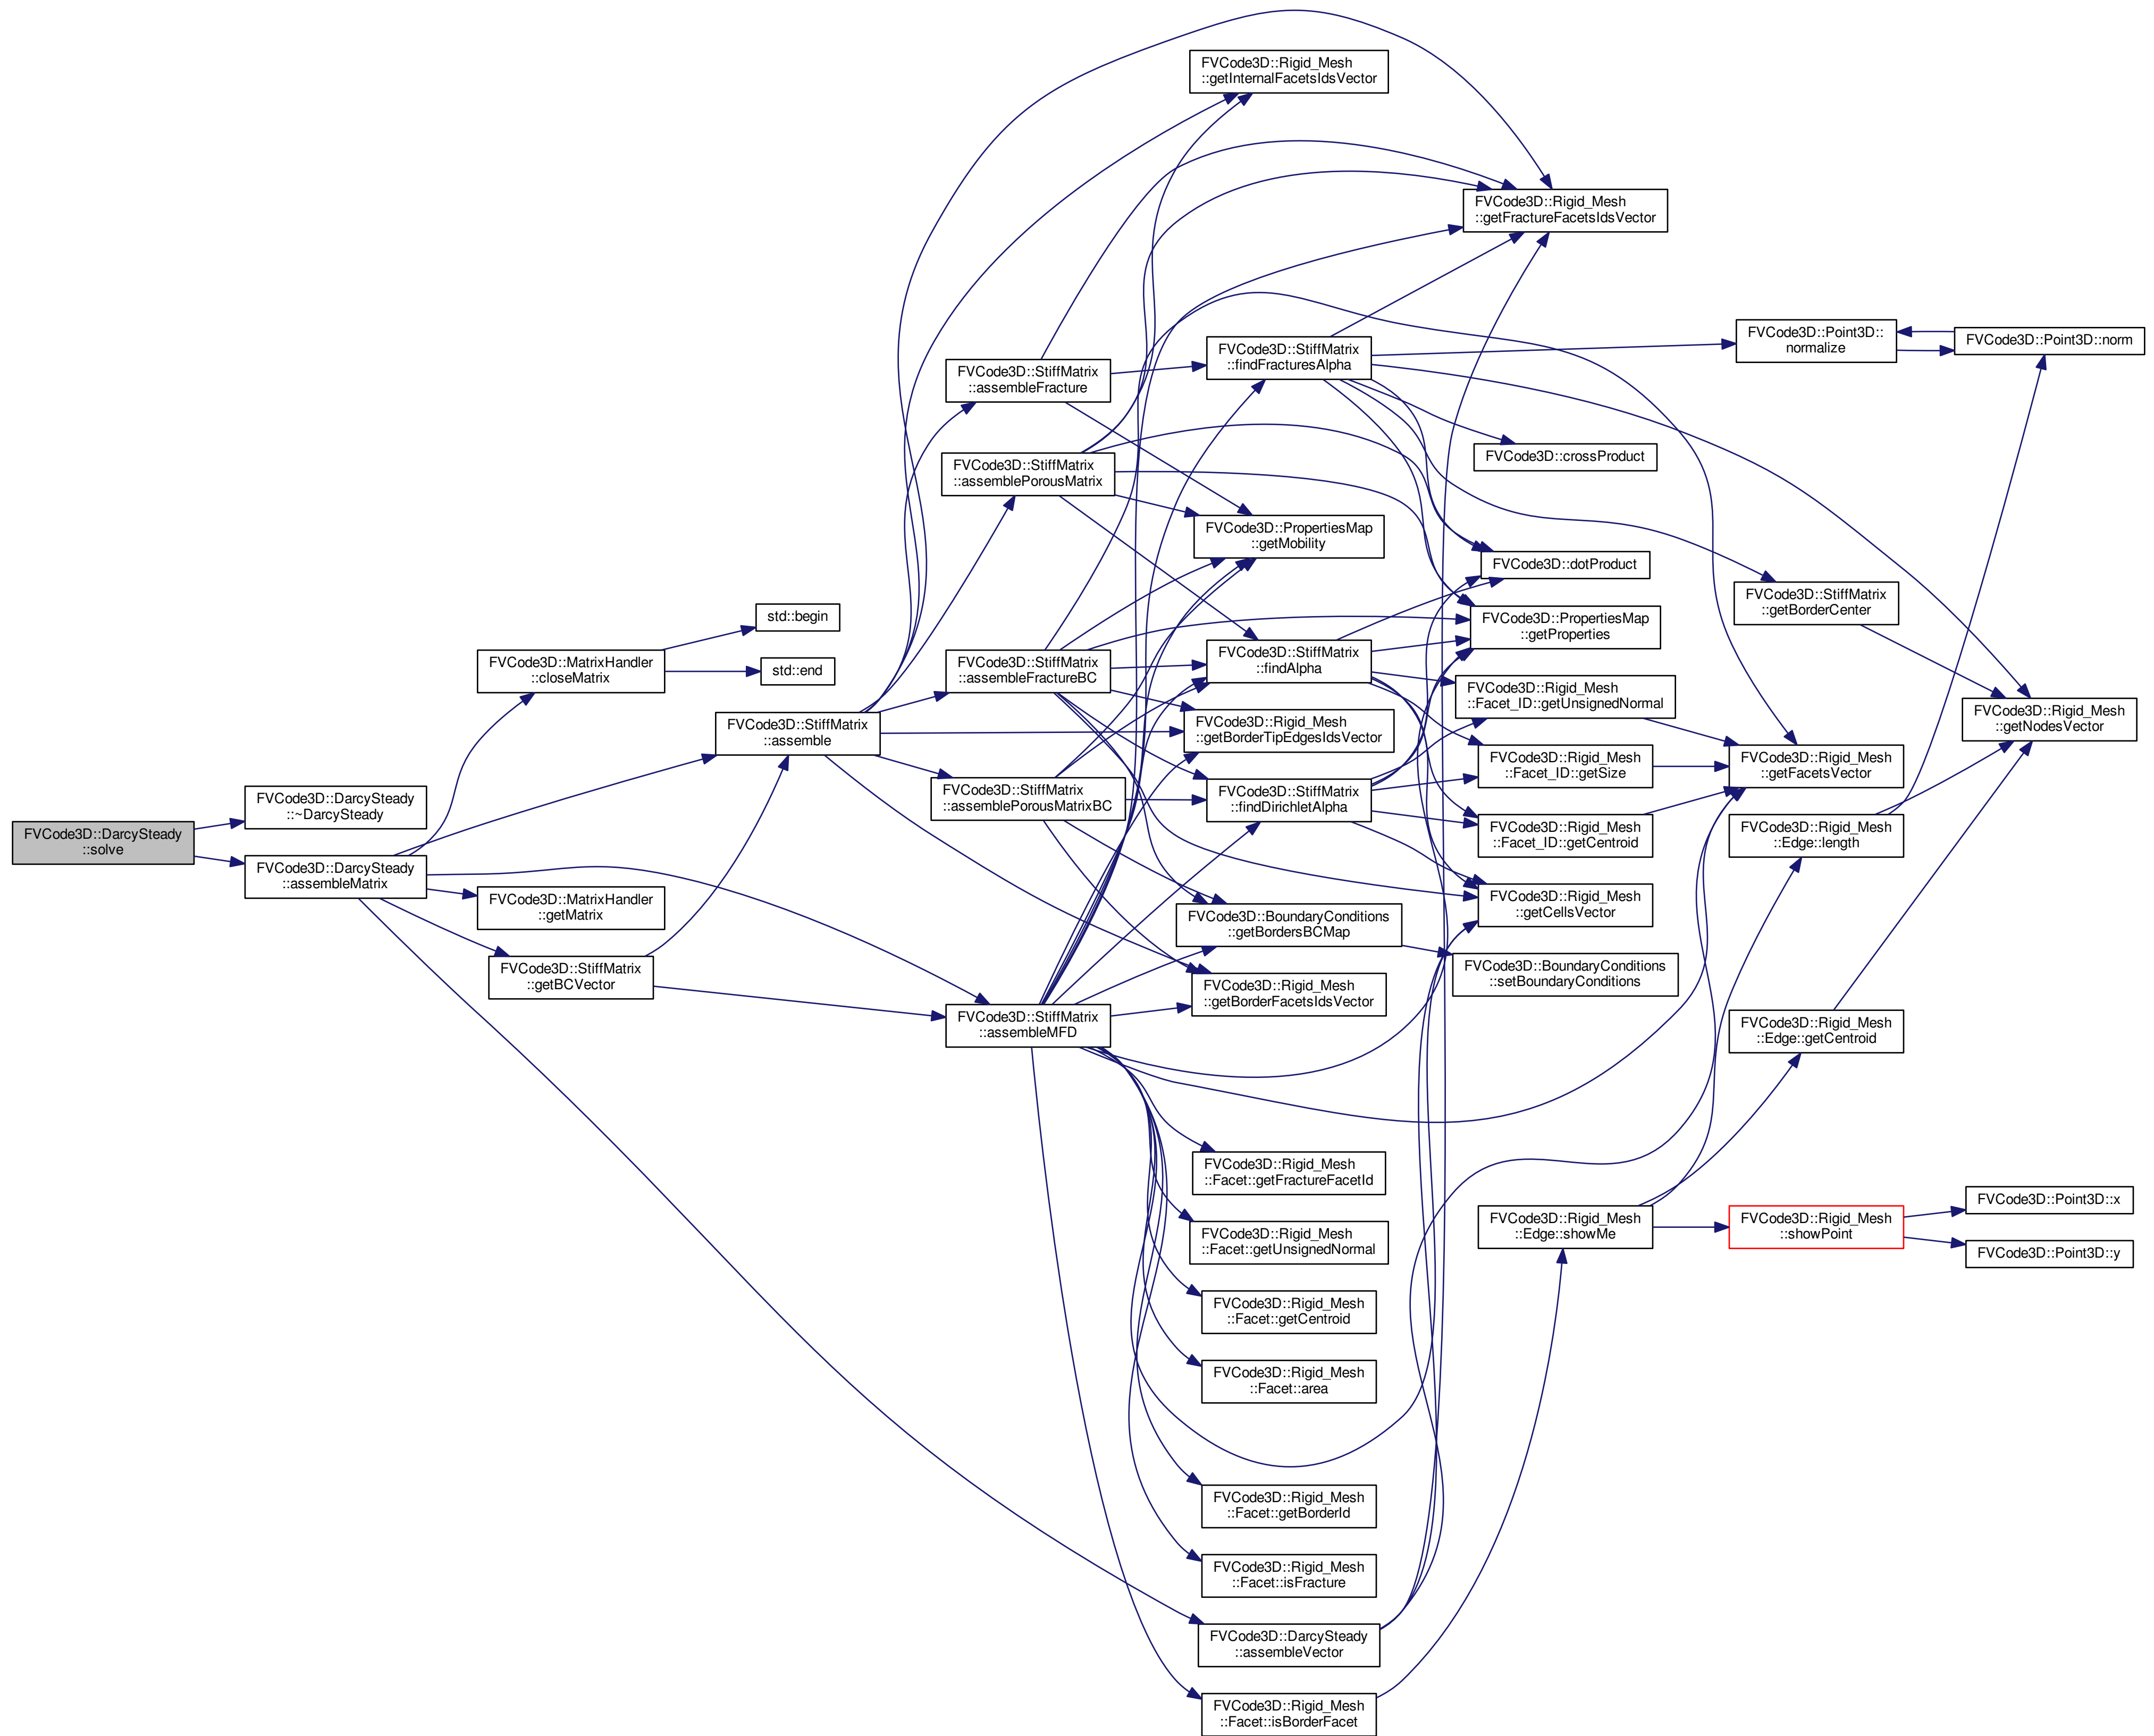 FVCode3D::DarcySteady
::solve
FVCode3D::DarcySteady
::~DarcySteady
FVCode3D::DarcySteady
::assembleMatrix
FVCode3D::MatrixHandler
::closeMatrix
FVCode3D::MatrixHandler
::getMatrix
FVCode3D::StiffMatrix
::getBCVector
std::begin
std::end
FVCode3D::StiffMatrix
::assemble
FVCode3D::StiffMatrix
::assembleFracture
FVCode3D::StiffMatrix
::assemblePorousMatrix
FVCode3D::StiffMatrix
::assembleFractureBC
FVCode3D::StiffMatrix
::assemblePorousMatrixBC
FVCode3D::StiffMatrix
::assembleMFD
FVCode3D::Rigid_Mesh
::getInternalFacetsIdsVector
FVCode3D::StiffMatrix
::findFracturesAlpha
FVCode3D::PropertiesMap
::getMobility
FVCode3D::StiffMatrix
::findAlpha
FVCode3D::Rigid_Mesh
::getBorderTipEdgesIdsVector
FVCode3D::StiffMatrix
::findDirichletAlpha
FVCode3D::BoundaryConditions
::getBordersBCMap
FVCode3D::Rigid_Mesh
::getBorderFacetsIdsVector
FVCode3D::Rigid_Mesh
::Facet::getFractureFacetId
FVCode3D::Rigid_Mesh
::Facet::getUnsignedNormal
FVCode3D::Rigid_Mesh
::Facet::getCentroid
FVCode3D::Rigid_Mesh
::Facet::area
FVCode3D::Rigid_Mesh
::Facet::getBorderId
FVCode3D::Rigid_Mesh
::Facet::isFracture
FVCode3D::DarcySteady
::assembleVector
FVCode3D::Rigid_Mesh
::Facet::isBorderFacet
FVCode3D::Rigid_Mesh
::getFractureFacetsIdsVector
FVCode3D::crossProduct
FVCode3D::dotProduct
FVCode3D::PropertiesMap
::getProperties
FVCode3D::Rigid_Mesh
::Facet_ID::getUnsignedNormal
FVCode3D::Rigid_Mesh
::Facet_ID::getSize
FVCode3D::Rigid_Mesh
::Facet_ID::getCentroid
FVCode3D::Rigid_Mesh
::getCellsVector
FVCode3D::BoundaryConditions
::setBoundaryConditions
FVCode3D::Rigid_Mesh
::Edge::showMe
FVCode3D::Point3D::
normalize
FVCode3D::StiffMatrix
::getBorderCenter
FVCode3D::Rigid_Mesh
::getFacetsVector
FVCode3D::Rigid_Mesh
::Edge::length
FVCode3D::Rigid_Mesh
::Edge::getCentroid
FVCode3D::Rigid_Mesh
::showPoint
FVCode3D::Point3D::norm
FVCode3D::Rigid_Mesh
::getNodesVector
FVCode3D::Point3D::x
FVCode3D::Point3D::y